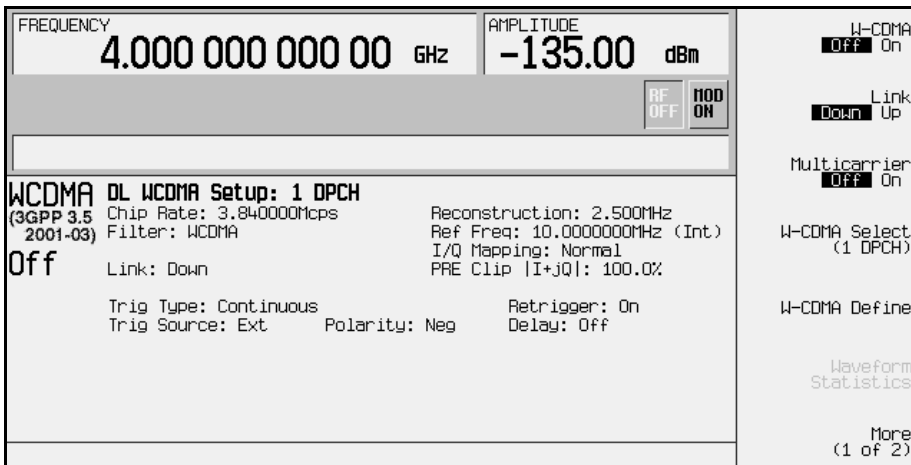 FREQUENCY
4.000 000 000 00 GHz
AMPLITUDE
-135.00 dBm
RF OFF
MOD ON
WCDMA
(3GPP 3.5
2001-03)
Off
DL WCDMA Setup: 1 DPCH
Chip Rate: 3.840000Mcps
Filter: WCDMA
Link: Down
Reconstruction: 2.500MHz
Ref Freq: 10.0000000MHz (Int)
I/Q Mapping: Normal
PRE Clip |I+jQ|: 100.0%
Trig Type: Continuous Retrigger: On
Trig Source: Ext Polarity: Neg Delay: Off
W-CDMA
Off On
Link
Down Up
Multicarrier
Off On
W-CDMA Select
(1 DPCH)
W-CDMA Define
Waveform
Statistics
More
(1 of 2)